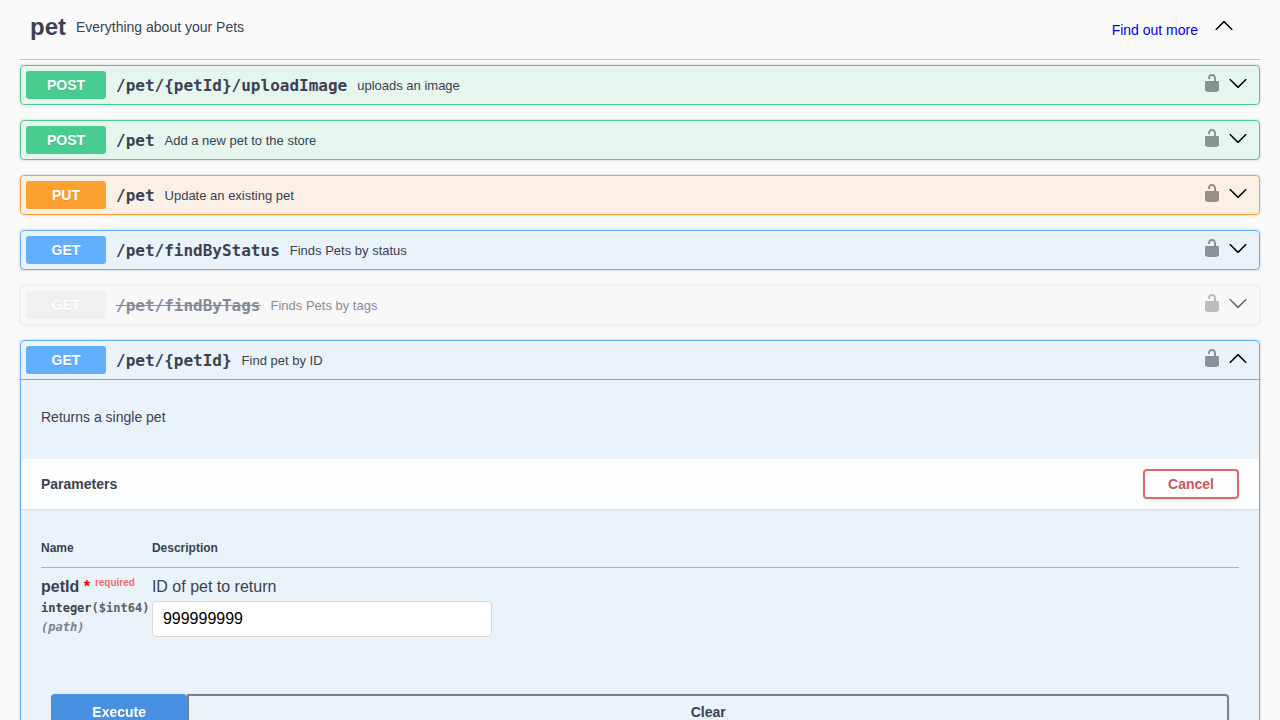 pet Everything about your Pets Find out more
POST /pet/{petId}/uploadImage uploads an image
POST /pet Add a new pet to the store
PUT /pet Update an existing pet
GET /pet/findByStatus Finds Pets by status
GET /pet/findByTags Finds Pets by tags
GET /pet/{petId} Find pet by ID
Returns a single pet
Parameters Cancel
Name Description
petId * required ID of pet to return
integer($int64) 999999999
(path)
Execute Clear